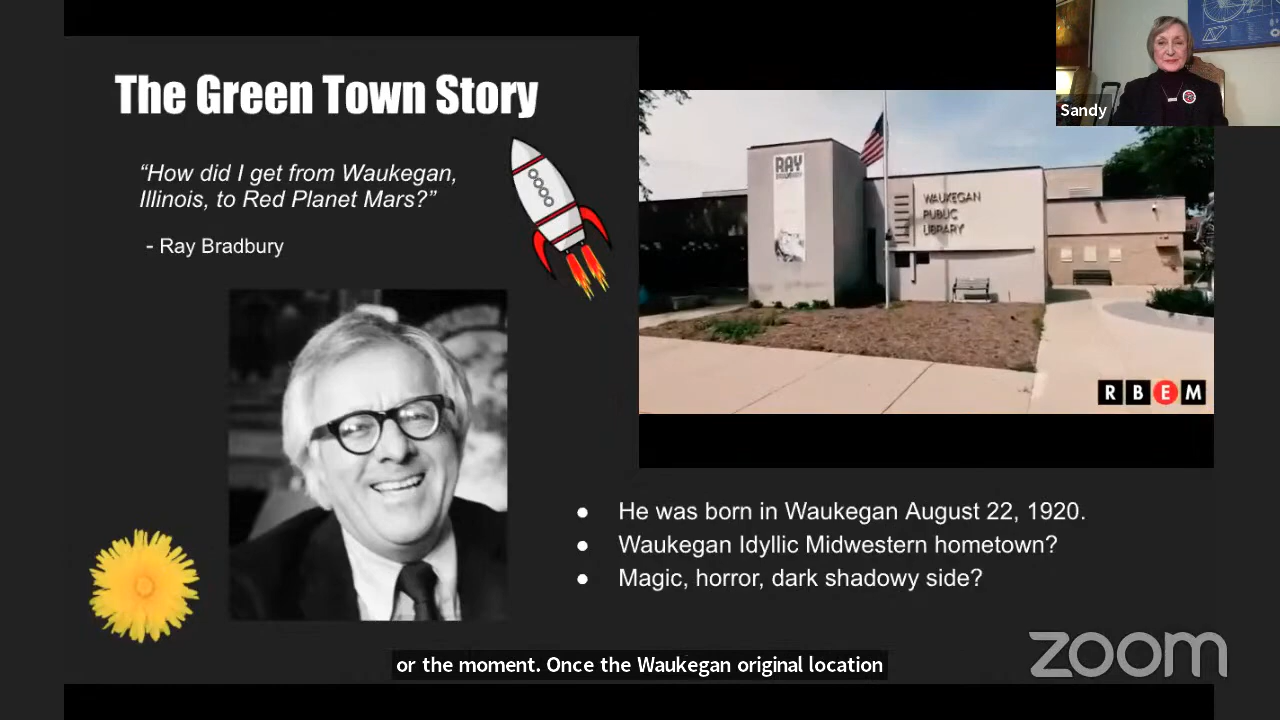 The Green Town Story
“How did I get from Waukegan,
Illinois, to Red Planet Mars?”
- Ray Bradbury
RAY
BRADBURY
WAUKEGAN
PUBLIC
LIBRARY
Sandy
R B E M
● He was born in Waukegan August 22, 1920.
● Waukegan Idyllic Midwestern hometown?
● Magic, horror, dark shadowy side?
or the moment. Once the Waukegan original location
zoom